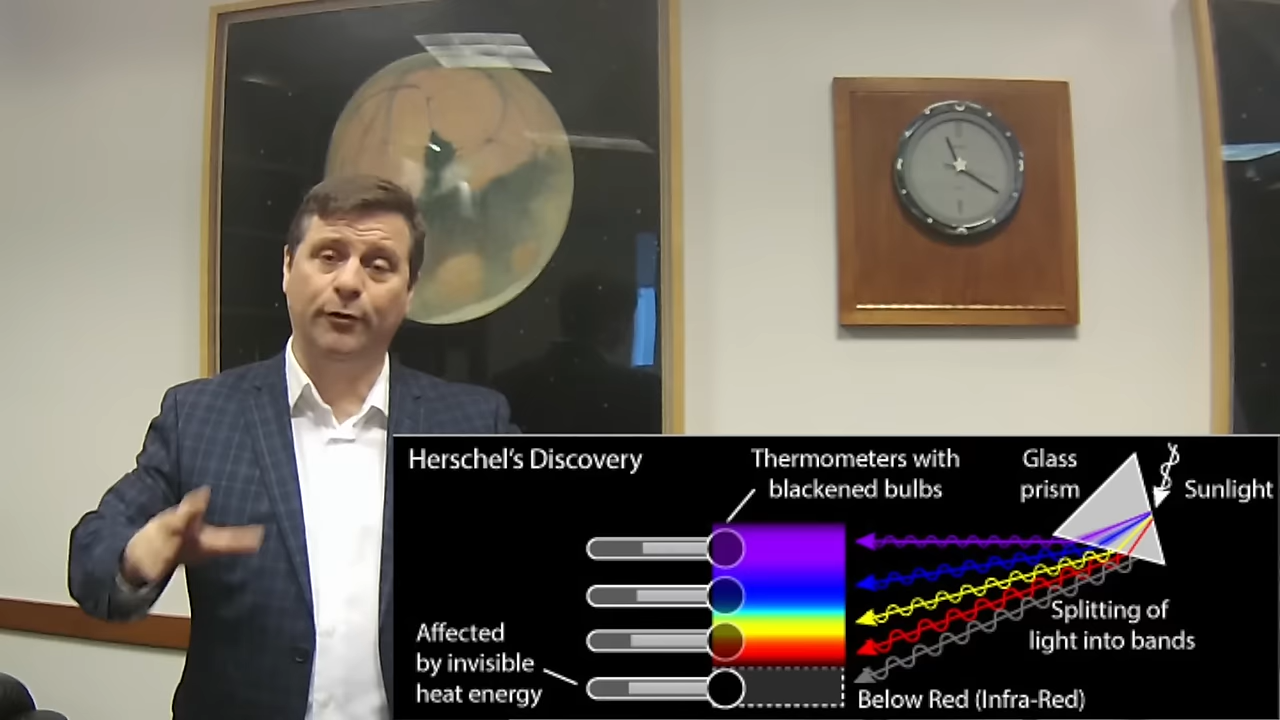 Herschel's Discovery
Thermometers with
blackened bulbs
Glass
prism
Sunlight
Splitting of
light into bands
Affected
by invisible
heat energy
Below Red (Infra-Red)